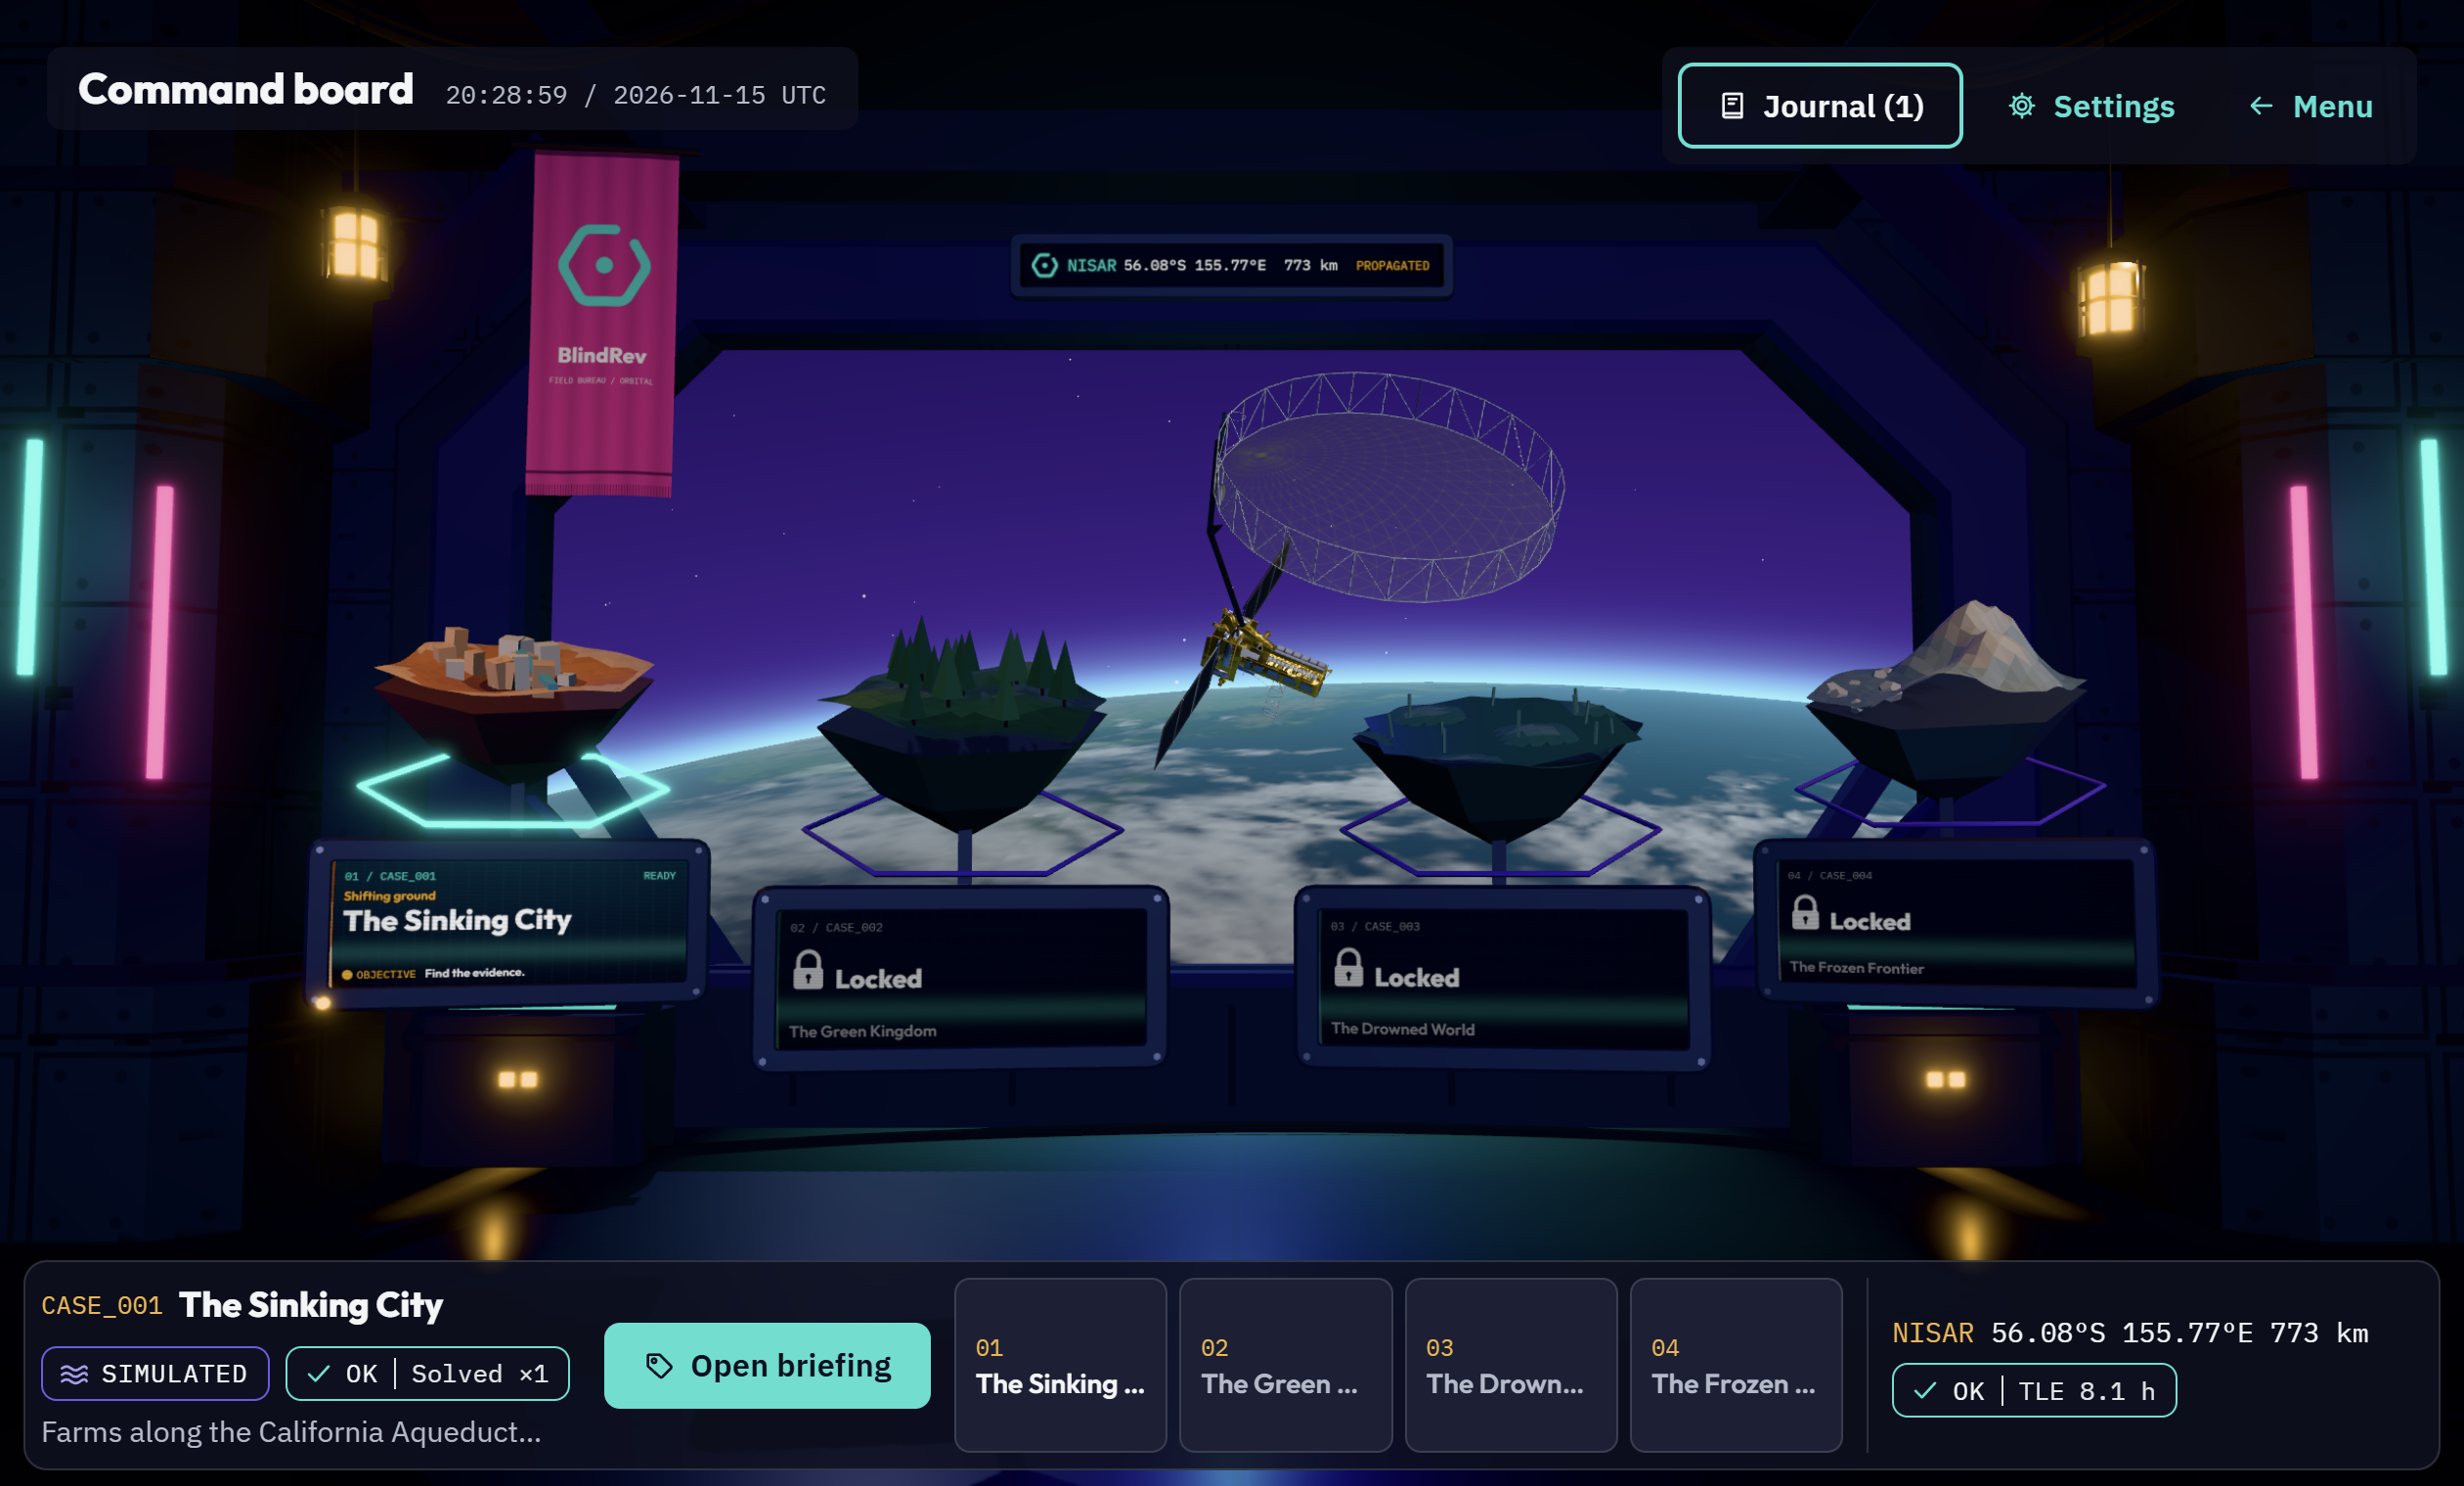 Command board 20:28:59 / 2026-11-15 UTC
Journal (1) Settings Menu
BlindRev
FIELD BUREAU / ORBITAL
NISAR 56.08°S 155.77°E 773 km PROPAGATED
01 / CASE_001 READY
Shifting ground
The Sinking City
OBJECTIVE Find the evidence.
02 / CASE_002
Locked
The Green Kingdom
03 / CASE_003
Locked
The Drowned World
04 / CASE_004
Locked
The Frozen Frontier
CASE_001 The Sinking City
SIMULATED OK | Solved ×1
Farms along the California Aqueduct...
Open briefing
01
The Sinking ...
02
The Green ...
03
The Drown...
04
The Frozen ...
NISAR 56.08°S 155.77°E 773 km
OK | TLE 8.1 h